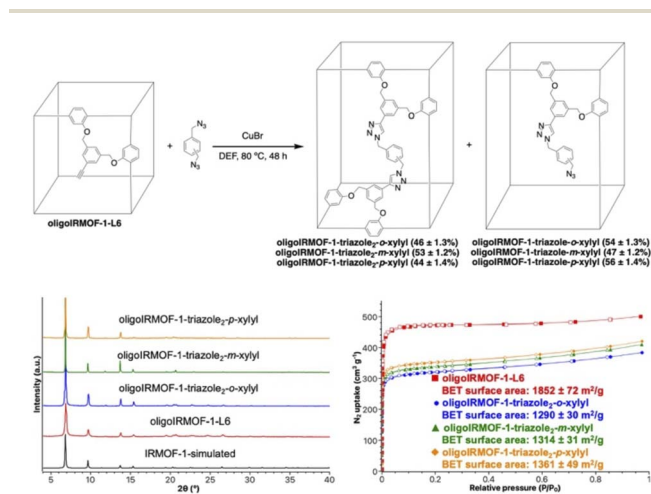 O
O
oligoIRMOF-1-L6
+
N3
N3
CuBr
DEF, 80 °C, 48 h
O
O
N
N
N
N
N
N
O
O
oligoIRMOF-1-triazole2-o-xylyl (46 ± 1.3%)
oligoIRMOF-1-triazole2-m-xylyl (53 ± 1.2%)
oligoIRMOF-1-triazole2-p-xylyl (44 ± 1.4%)
+
O
O
N
N
N
N3
oligoIRMOF-1-triazole-o-xylyl (54 ± 1.3%)
oligoIRMOF-1-triazole-m-xylyl (47 ± 1.2%)
oligoIRMOF-1-triazole-p-xylyl (56 ± 1.4%)
Intensity (a.u.)
oligoIRMOF-1-triazole2-p-xylyl
oligoIRMOF-1-triazole2-m-xylyl
oligoIRMOF-1-triazole2-o-xylyl
oligoIRMOF-1-L6
IRMOF-1-simulated
5 10 15 20 25 30 35 40
2θ (°)
N2 uptake (cm3 g-1)
500
400
300
200
100
0
oligoIRMOF-1-L6
BET surface area: 1852 ± 72 m2/g
oligoIRMOF-1-triazole2-o-xylyl
BET surface area: 1290 ± 30 m2/g
oligoIRMOF-1-triazole2-m-xylyl
BET surface area: 1314 ± 31 m2/g
oligoIRMOF-1-triazole2-p-xylyl
BET surface area: 1361 ± 49 m2/g
0.0 0.2 0.4 0.6 0.8 1.0
Relative pressure (P/P0)